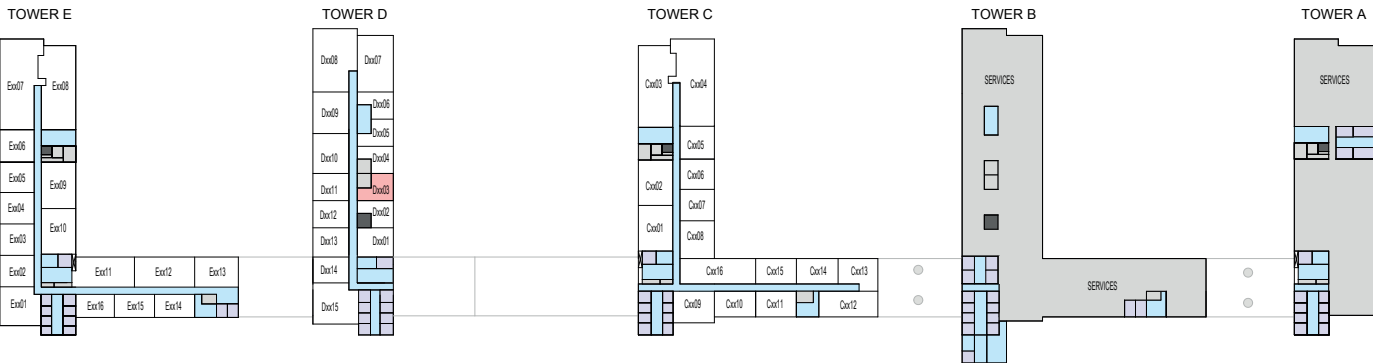 TOWER E
TOWER D
TOWER C
TOWER B
TOWER A
Exx07
Exx08
Exx06
Exx05
Exx09
Exx04
Exx10
Exx03
Exx02
Exx11
Exx12
Exx13
Exx01
Exx16
Exx15
Exx14
Dxx08
Dxx07
Dxx09
Dxx06
Dxx05
Dxx10
Dxx04
Dxx11
Dxx03
Dxx12
Dxx02
Dxx13
Dxx01
Dxx14
Dxx15
Cxx03
Cxx04
Cxx05
Cxx02
Cxx06
Cxx07
Cxx01
Cxx08
Cxx16
Cxx15
Cxx14
Cxx13
Cxx09
Cxx10
Cxx11
Cxx12
SERVICES
SERVICES
SERVICES